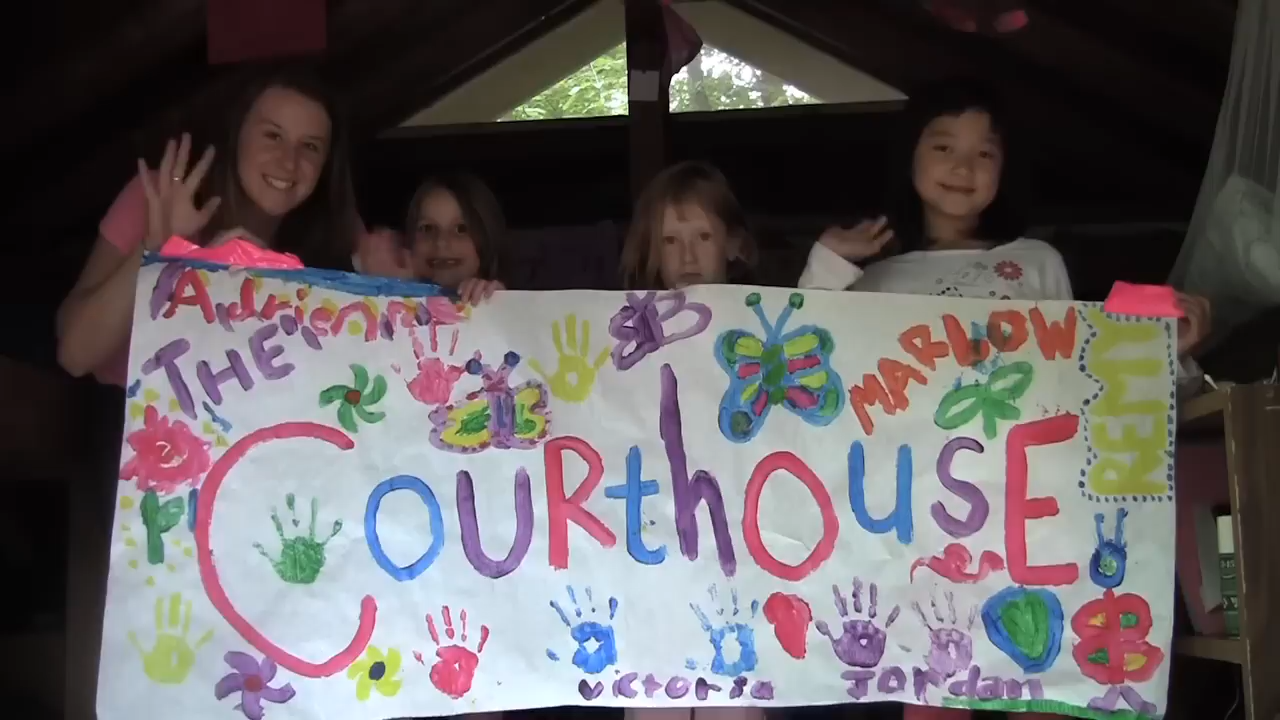 Adrienne
THE
MARLOW
REMY
COURthOUSE
victoria
Jordan